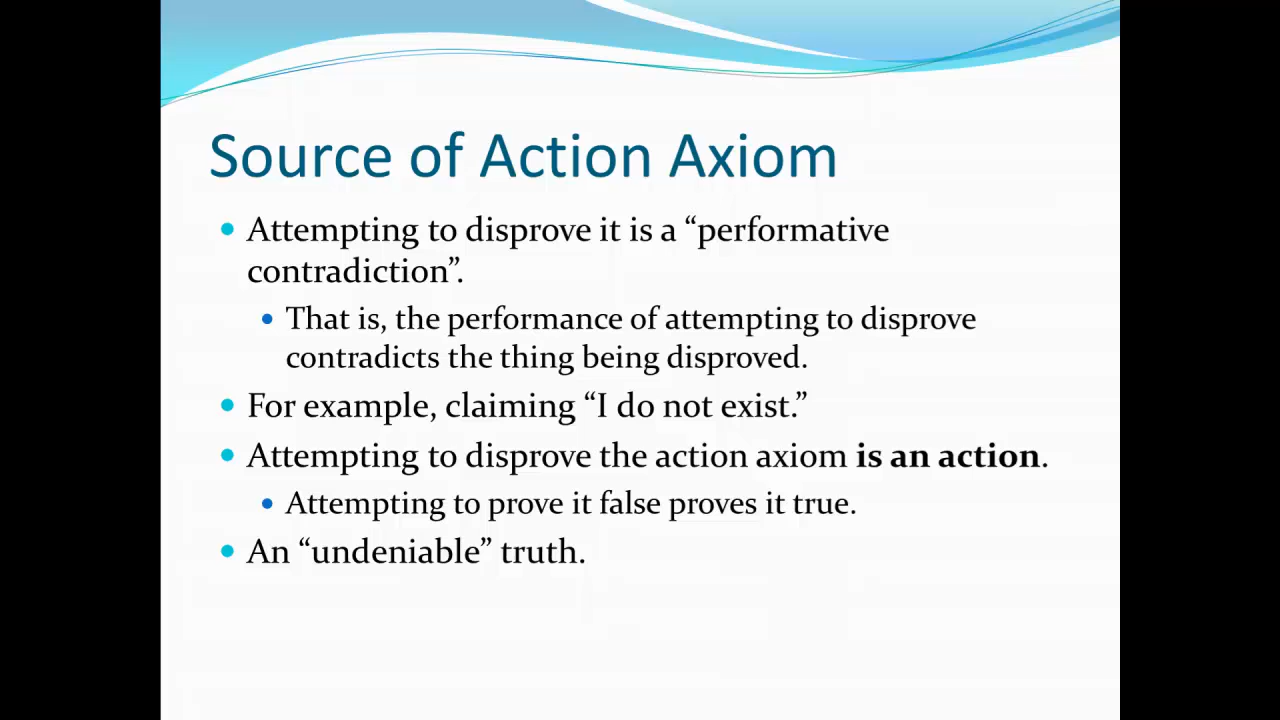 Source of Action Axiom
• Attempting to disprove it is a “performative
contradiction”.
• That is, the performance of attempting to disprove
contradicts the thing being disproved.
• For example, claiming “I do not exist.”
• Attempting to disprove the action axiom is an action.
• Attempting to prove it false proves it true.
• An “undeniable” truth.